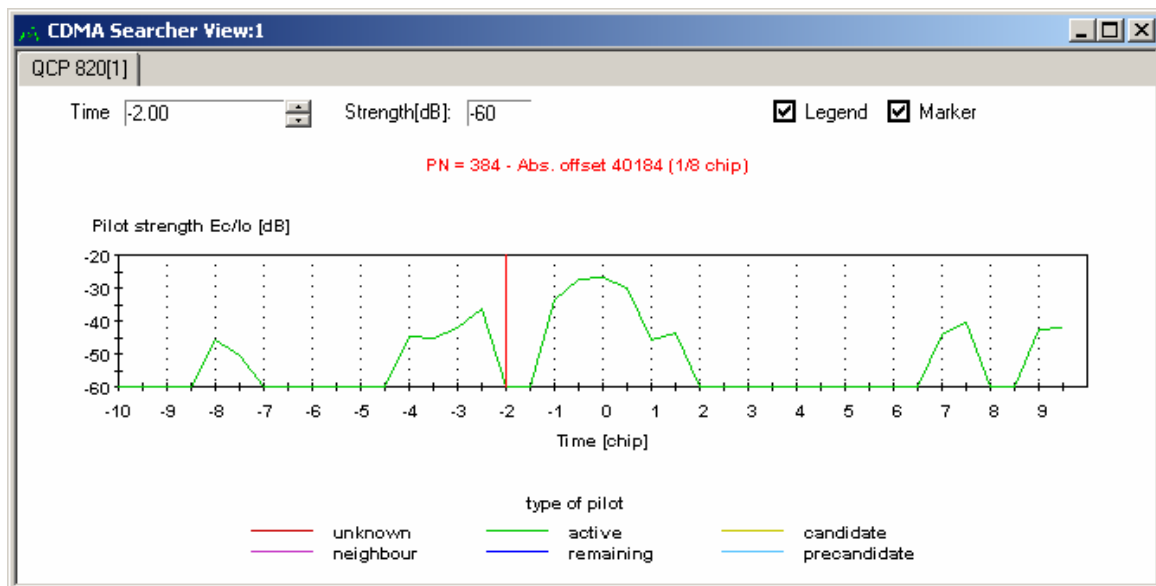 CDMA Searcher View:1
QCP 820[1]
Time -2.00 Strength[dB]: -60 Legend Marker
PN = 384 - Abs. offset 40184 (1/8 chip)
Pilot strength Ec/Io [dB]
-20
-30
-40
-50
-60
-10 -9 -8 -7 -6 -5 -4 -3 -2 -1 0 1 2 3 4 5 6 7 8 9
Time [chip]
type of pilot
unknown active candidate
neighbour remaining precandidate